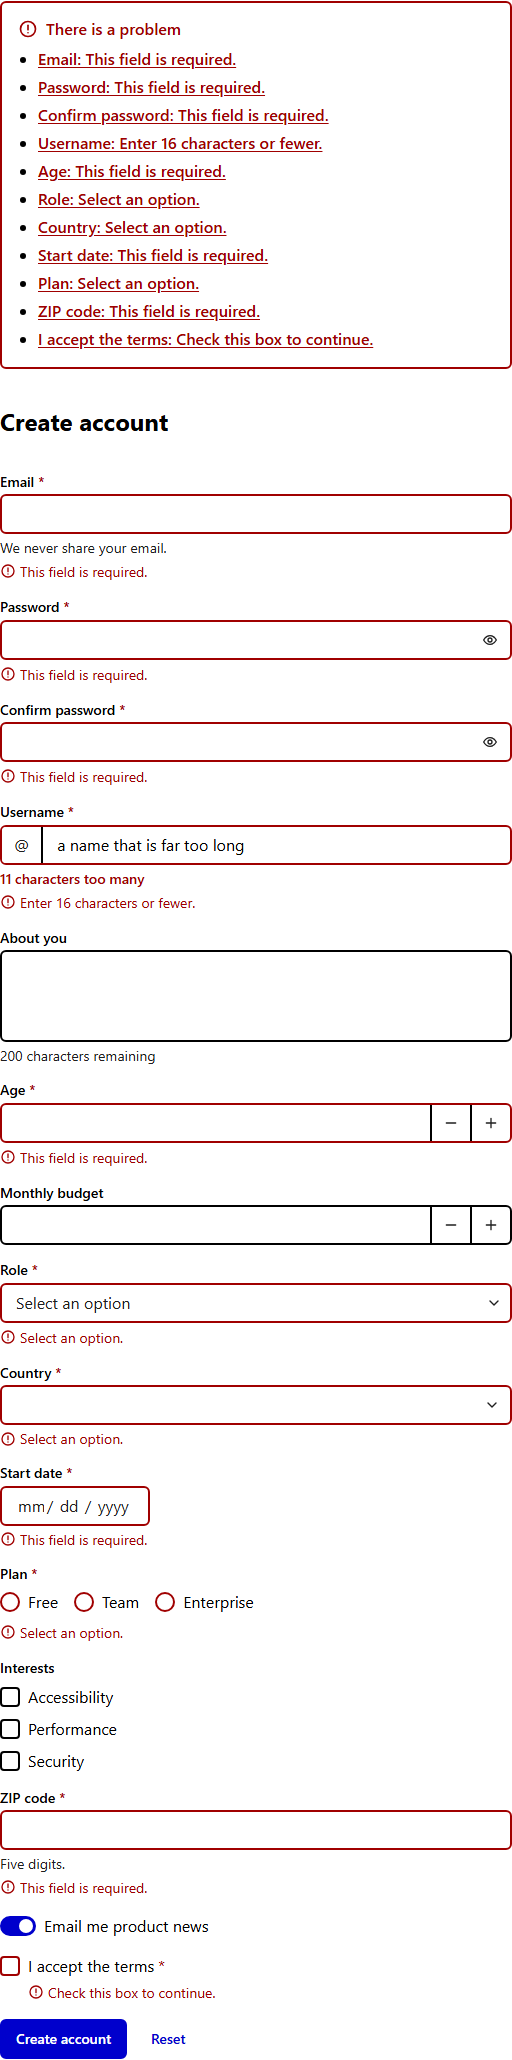 There is a problem
Email: This field is required.
Password: This field is required.
Confirm password: This field is required.
Username: Enter 16 characters or fewer.
Age: This field is required.
Role: Select an option.
Country: Select an option.
Start date: This field is required.
Plan: Select an option.
ZIP code: This field is required.
I accept the terms: Check this box to continue.
Create account
Email *
We never share your email.
This field is required.
Password *
This field is required.
Confirm password *
This field is required.
Username *
@ a name that is far too long
11 characters too many
Enter 16 characters or fewer.
About you
200 characters remaining
Age *
This field is required.
Monthly budget
Role *
Select an option
Select an option.
Country *
Select an option.
Start date *
mm/ dd / yyyy
This field is required.
Plan *
Free Team Enterprise
Select an option.
Interests
Accessibility
Performance
Security
ZIP code *
Five digits.
This field is required.
Email me product news
I accept the terms *
Check this box to continue.
Create account Reset